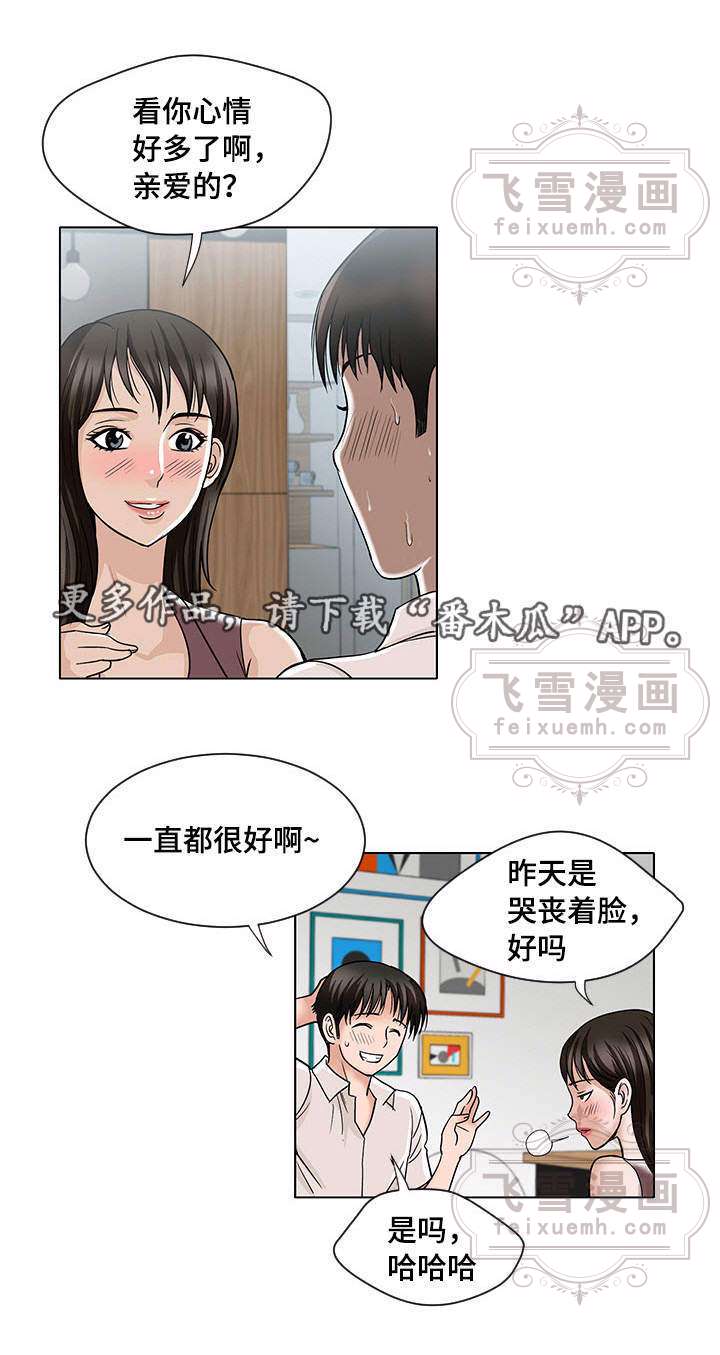 看你心情
好多了啊，
亲爱的？
飞雪漫画
feixuemh.com
更多作品，请下载“番木瓜”APP。
飞雪漫画
feixuemh.com
一直都很好啊~
昨天是
哭丧着脸，
好吗
飞雪漫画
feixuemh.com
是吗，
哈哈哈